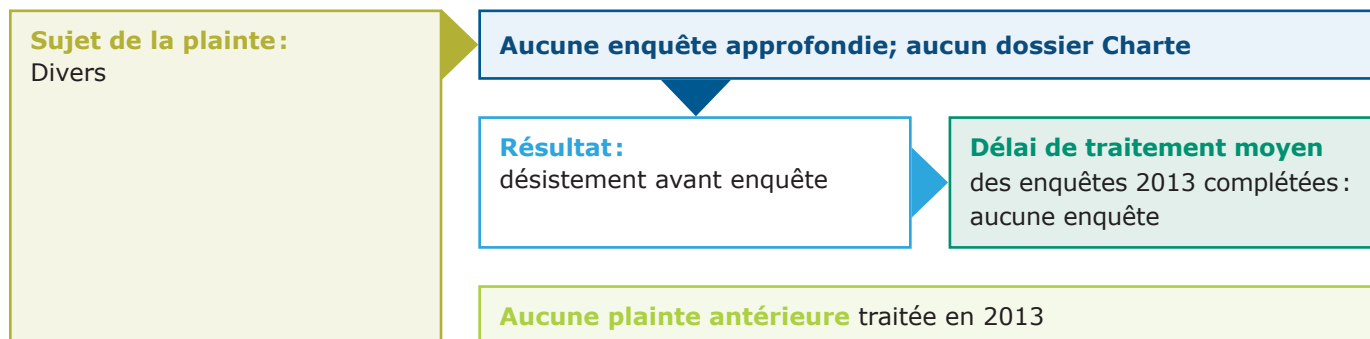 Sujet de la plainte :
Divers
Aucune enquête approfondie; aucun dossier Charte
Résultat :
désistement avant enquête
Délai de traitement moyen
des enquêtes 2013 complétées :
aucune enquête
Aucune plainte antérieure traitée en 2013